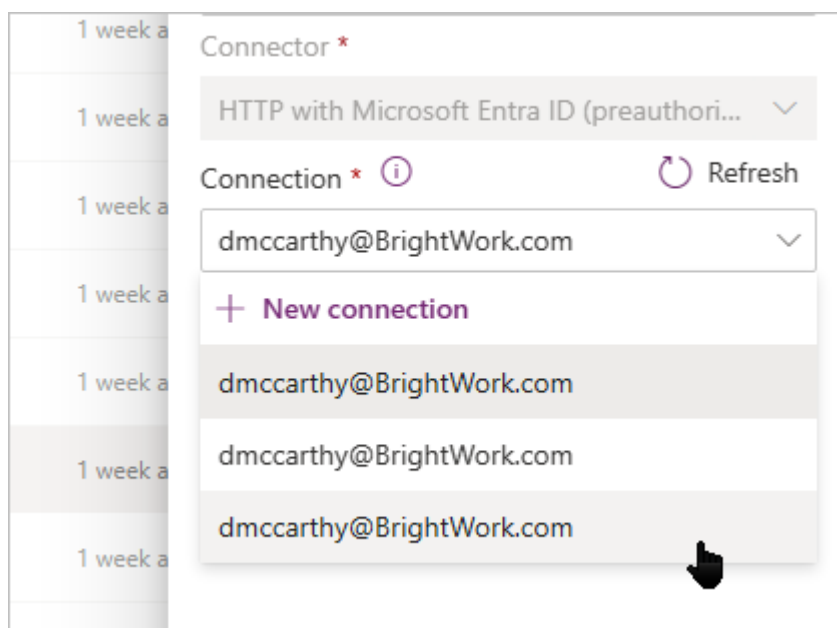 1 week a
Connector *
HTTP with Microsoft Entra ID (preauthori...
1 week a
Connection * i
Refresh
1 week a
dmccarthy@BrightWork.com
1 week a
+ New connection
1 week a
dmccarthy@BrightWork.com
1 week a
dmccarthy@BrightWork.com
dmccarthy@BrightWork.com
1 week a